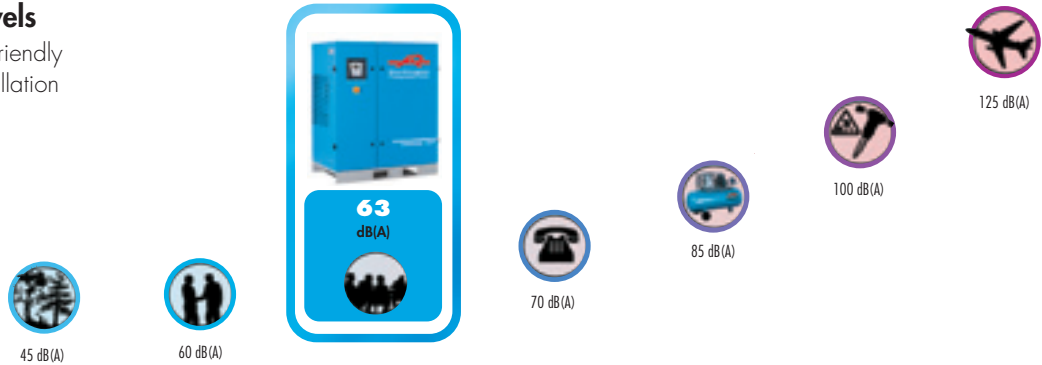 vels
riendly
llation
63
dB(A)
45 dB(A)
60 dB(A)
70 dB(A)
85 dB(A)
100 dB(A)
125 dB(A)